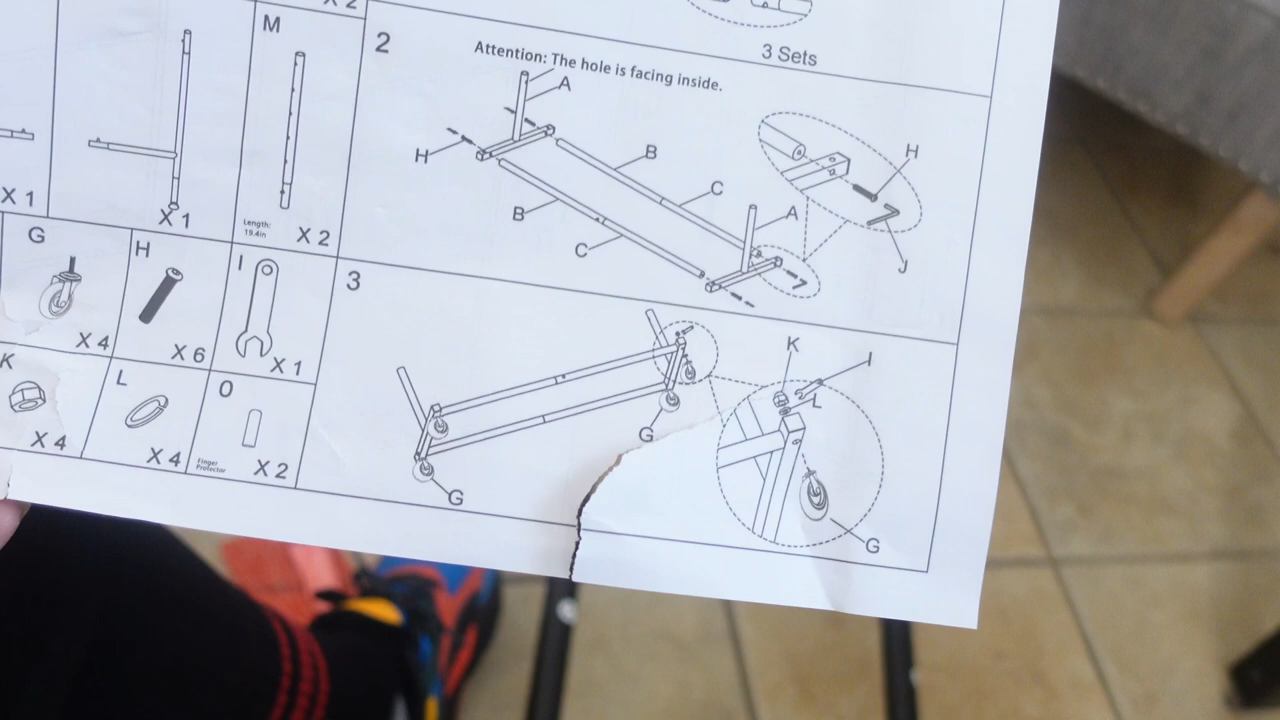 X 2
3 Sets
M
Length:
19.4in
X 2
X 1
X 1
2
Attention: The hole is facing inside.
A
H
B
C
B
C
A
H
J
G
X 4
H
X 6
I
X 1
K
X 4
L
X 4
O
Finger
Protector
X 2
3
G
G
K
I
L
G